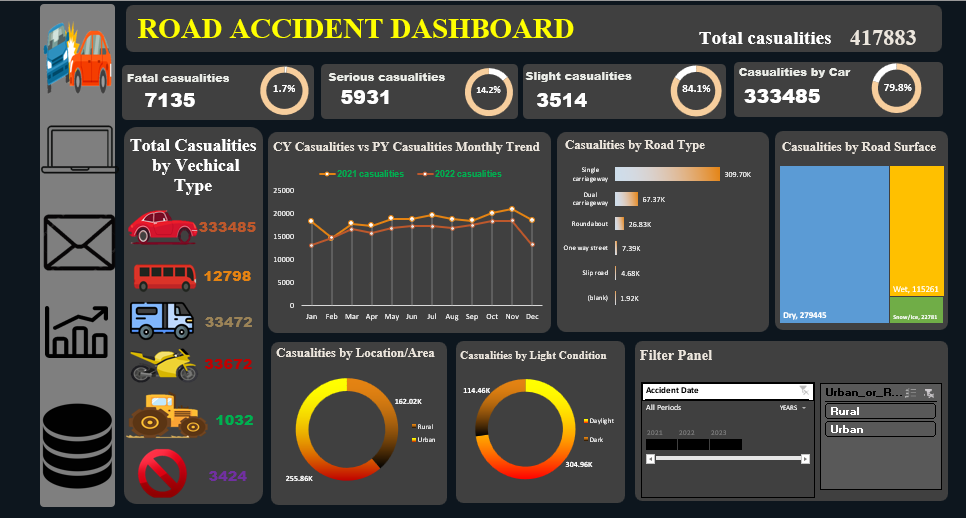 ROAD ACCIDENT DASHBOARD
Total casualities 417883
Fatal casualities
7135
1.7%
Serious casualities
5931
14.2%
Slight casualities
3514
84.1%
Casualities by Car
333485
79.8%
Total Casualities
by Vechical
Type
333485
12798
33472
33672
1032
3424
CY Casualities vs PY Casualities Monthly Trend
2021 casualities
2022 casualities
25000
20000
15000
10000
5000
0
Jan Feb Mar Apr May Jun Jul Aug Sep Oct Nov Dec
Casualities by Road Type
Single
carriageway
309.70K
Dual
carriageway
67.37K
Roundabout
26.83K
One way street
7.39K
Slip road
4.68K
(blank)
1.92K
Casualities by Road Surface
Dry, 279445
Wet, 115261
Snow/Ice, 22781
Casualities by Location/Area
162.02K
255.86K
Rural
Urban
Casualities by Light Condition
114.46K
304.96K
Daylight
Dark
Filter Panel
Accident Date
All Periods
YEARS
2021 2022 2023
Urban_or_R...
Rural
Urban